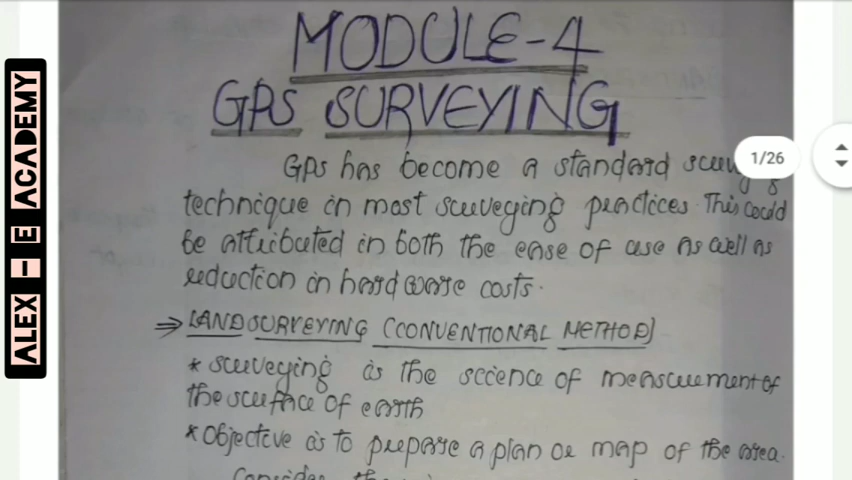 MODULE-4
GPS SURVEYING
GPS has become a standard
technique in most surveying practices. This could
be attributed in both the ease of use as well as
reduction in hardware costs.
⇒ LAND SURVEYING (CONVENTIONAL METHOD)
* Surveying is the science of measurement of
the surface of earth
* Objective is to prepare a plan or map of the area.
Consider the
1/26
ALEX - E ACADEMY